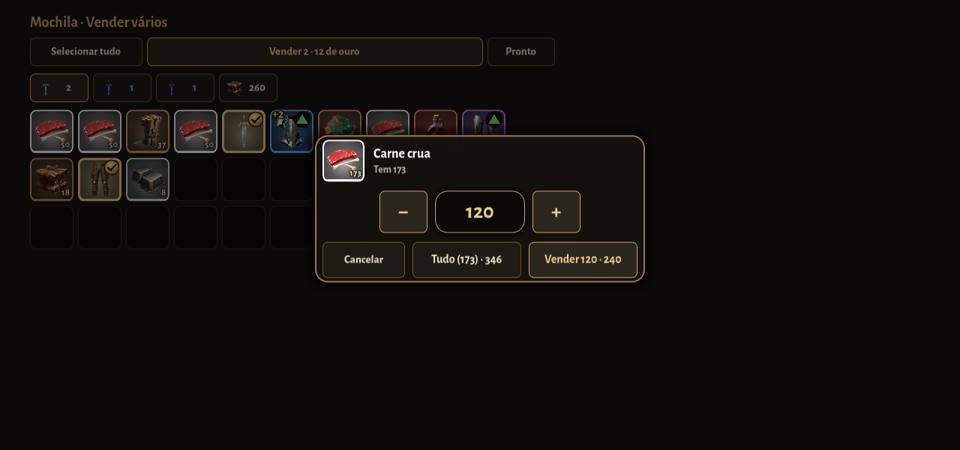 Mochila · Vender vários
Selecionar tudo
Vender 2 · 12 de ouro
Pronto
2
1
1
260
50
50
37
50
+2
18
8
173
Carne crua
Tem 173
−
120
+
Cancelar
Tudo (173) · 346
Vender 120 · 240